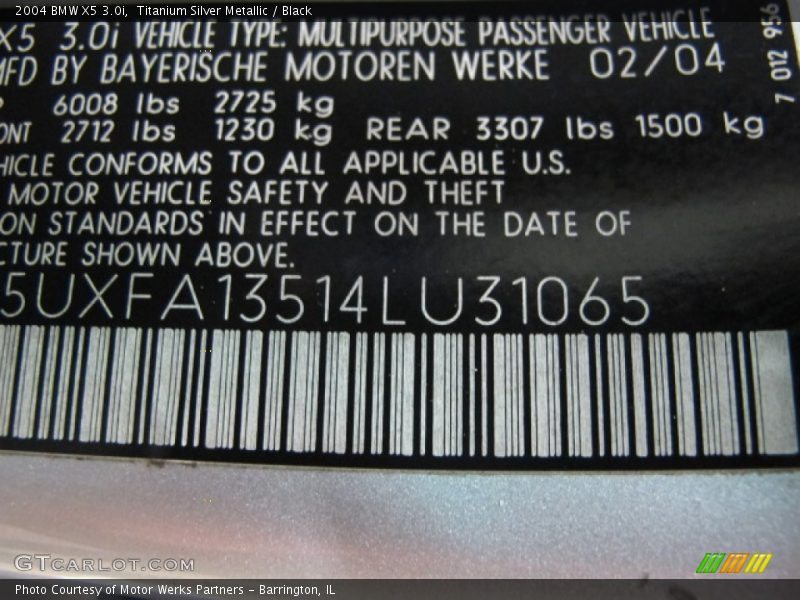 2004 BMW X5 3.0i, Titanium Silver Metallic / Black
X5 3.0i VEHICLE TYPE: MULTIPURPOSE PASSENGER VEHICLE
MFD BY BAYERISCHE MOTOREN WERKE 02/04
6008 lbs 2725 kg
ONT 2712 lbs 1230 kg REAR 3307 lbs 1500 kg
HICLE CONFORMS TO ALL APPLICABLE U.S.
MOTOR VEHICLE SAFETY AND THEFT
ON STANDARDS IN EFFECT ON THE DATE OF
CTURE SHOWN ABOVE.
5UXFA13514LU31065
7 012 956
GTCARLOT.COM
Photo Courtesy of Motor Werks Partners – Barrington, IL